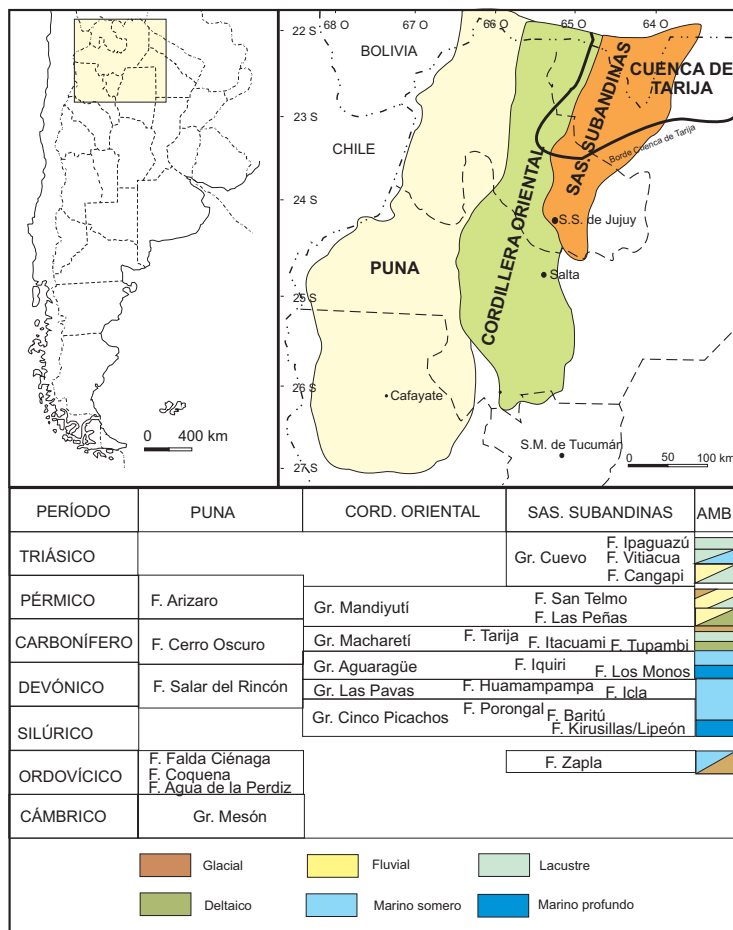 68 O 67 O 66 O 65 O 64 O
22 S
BOLIVIA
CUENCA DE
TARIJA
SAS. SUBANDINAS
23 S
CHILE
Borde Cuenca de Tarija
24 S
S.S. de Jujuy
PUNA
CORDILLERA ORIENTAL
Salta
25 S
26 S
Cafayate
S.M. de Tucumán
27 S
0 400 km
0 50 100 km
PERÍODO PUNA CORD. ORIENTAL SAS. SUBANDINAS AMB
TRIÁSICO Gr. Cuevo F. Ipaguazú
F. Vitiacua
F. Cangapi
PÉRMICO F. Arizaro Gr. Mandiyutí F. San Telmo
F. Las Peñas
CARBONÍFERO F. Cerro Oscuro Gr. Macharetí F. Tarija F. Itacuami F. Tupambi
Gr. Aguaragüe F. Iquiri F. Los Monos
DEVÓNICO F. Salar del Rincón Gr. Las Pavas F. Huamampampa F. Icla
Gr. Cinco Picachos F. Porongal F. Baritú
SILÚRICO F. Kirusillas/Lipeón
ORDOVÍCICO F. Falda Ciénaga F. Zapla
F. Coquena
F. Agua de la Perdiz
CÁMBRICO Gr. Mesón
Glacial Fluvial Lacustre
Deltaico Marino somero Marino profundo